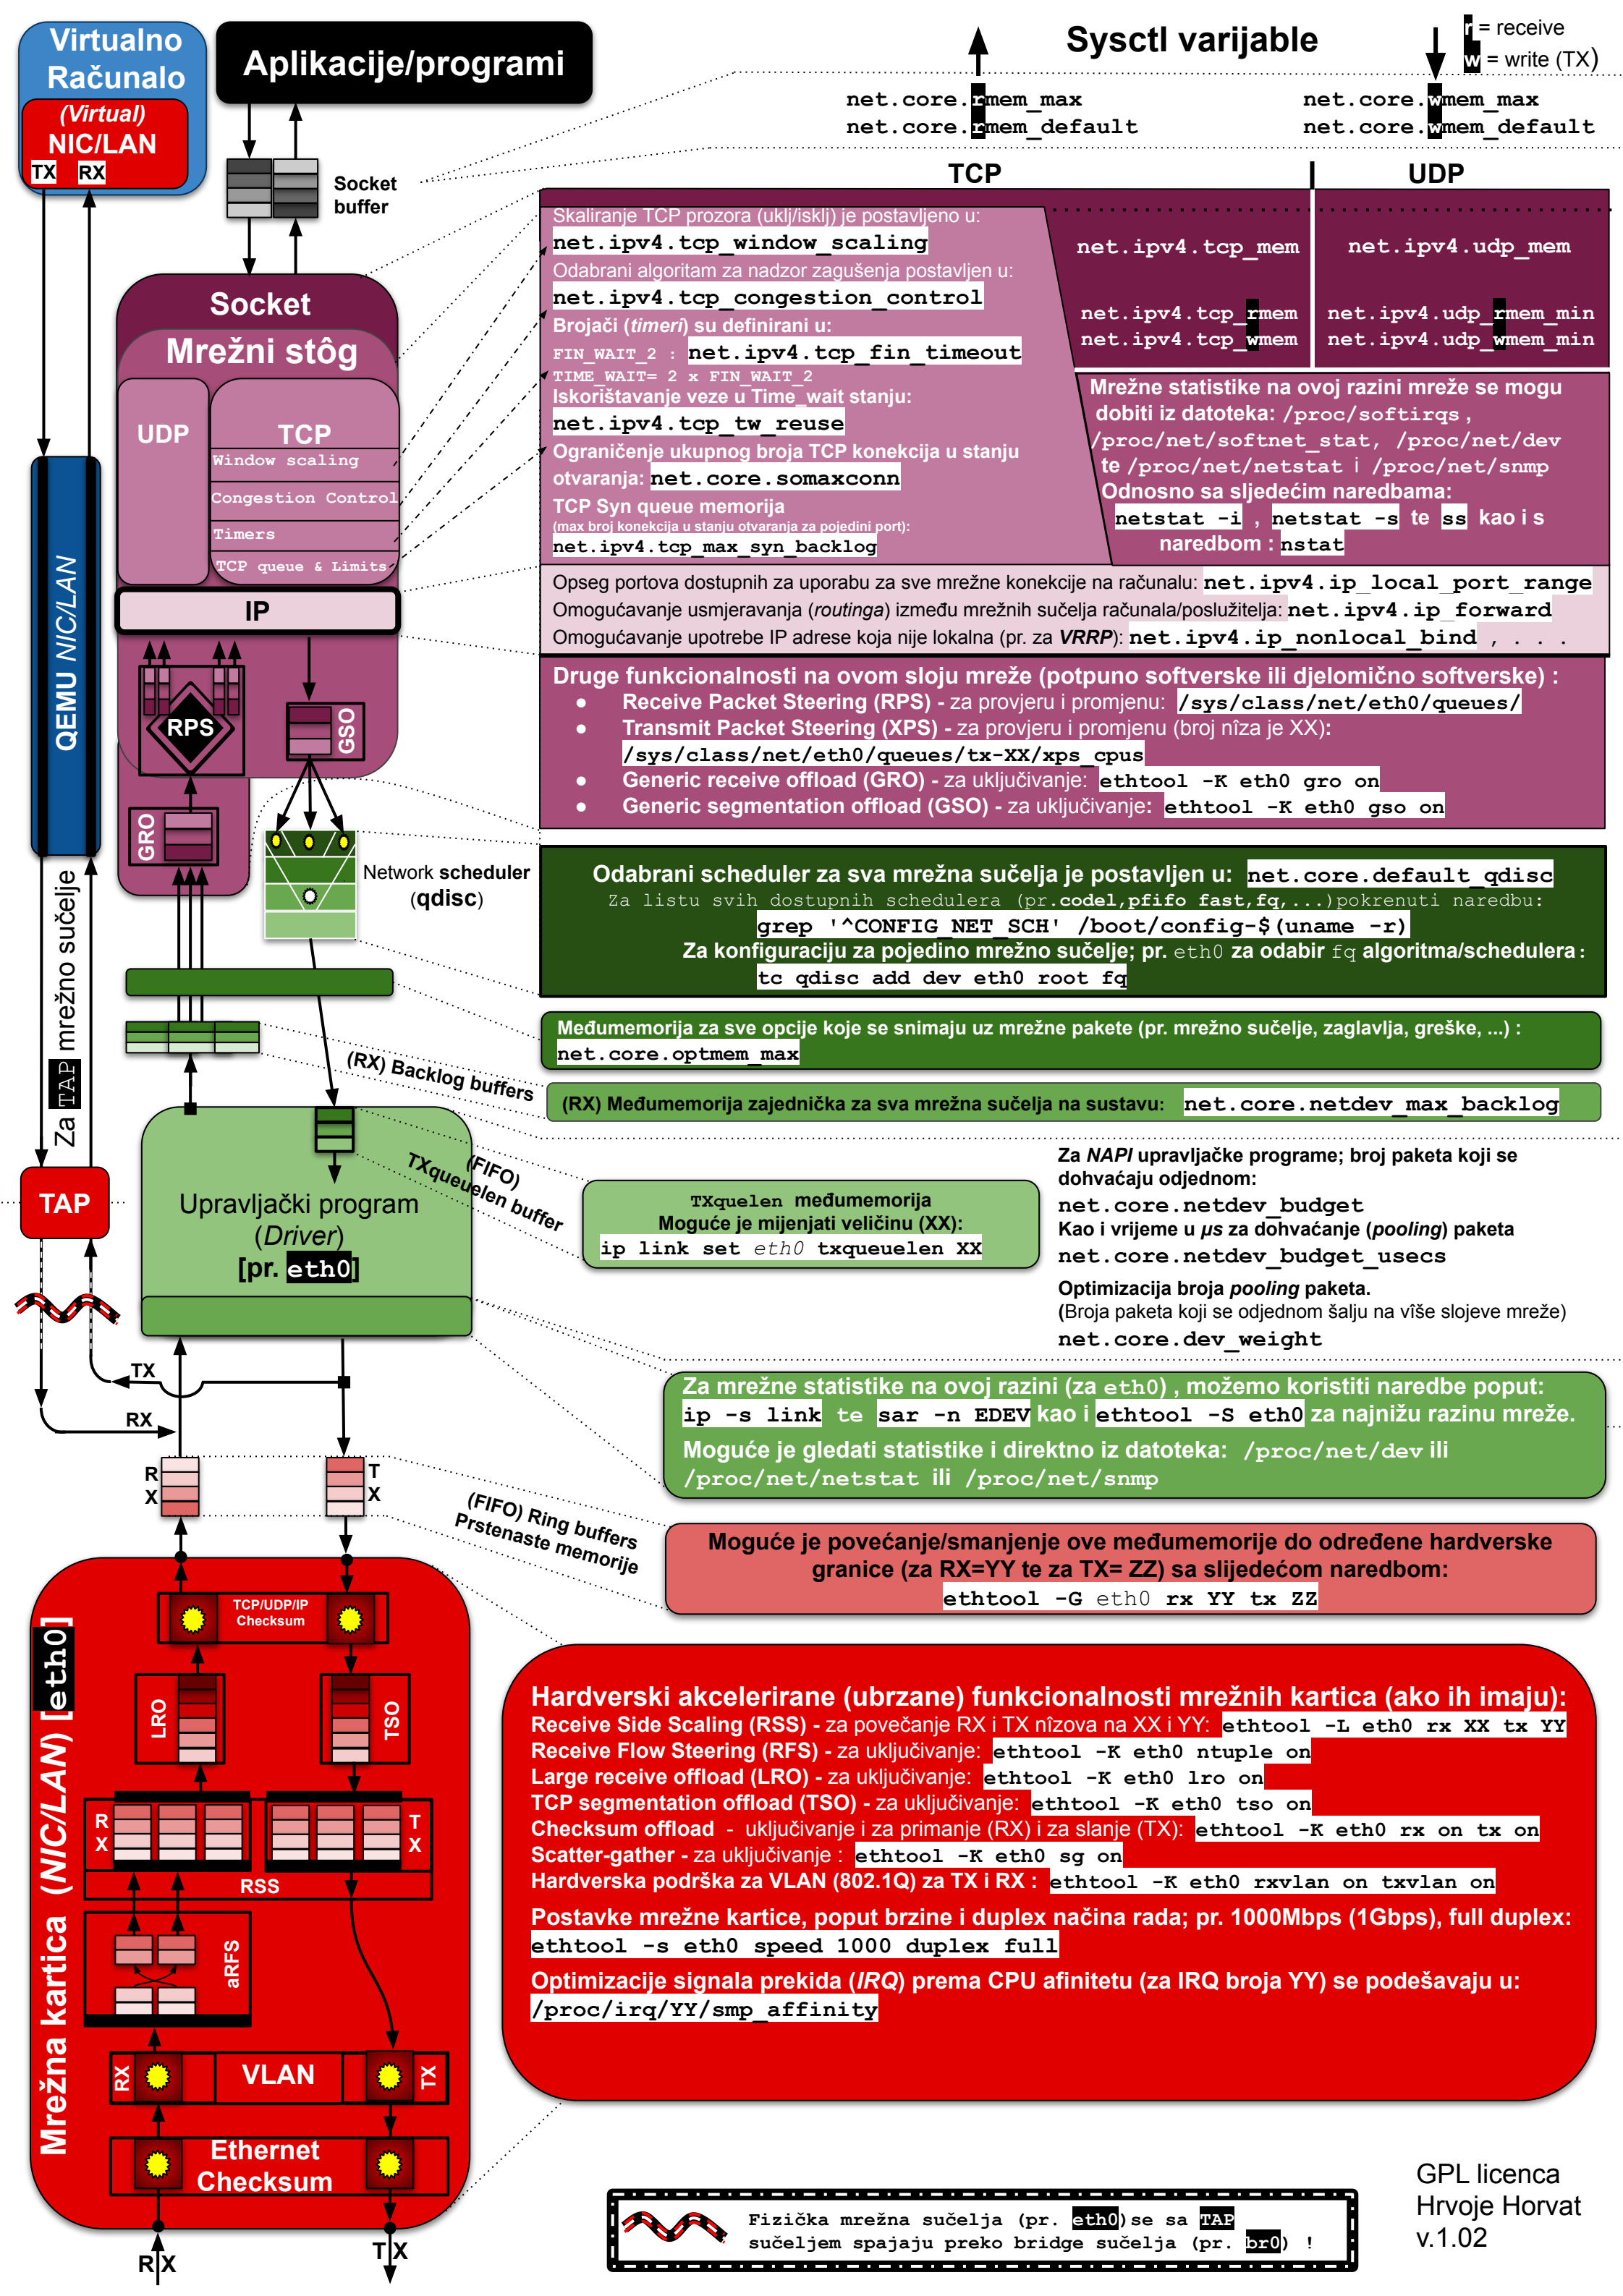 Virtualno
Računalo
(Virtual)
NIC/LAN
TX RX
Aplikacije/programi
Socket
buffer
Sysctl varijable
r = receive
w = write (TX)
net.core.rmem_max
net.core.rmem_default
net.core.wmem_max
net.core.wmem_default
TCP | UDP
Socket
Mrežni stôg
UDP
TCP
Window scaling
Congestion Control
Timers
TCP queue & Limits
IP
RPS
GSO
GRO
Skaliranje TCP prozora (uklj/isklj) je postavljeno u:
net.ipv4.tcp_window_scaling
Odabrani algoritam za nadzor zagušenja postavljen u:
net.ipv4.tcp_congestion_control
Brojači (timeri) su definirani u:
FIN_WAIT_2 : net.ipv4.tcp_fin_timeout
TIME_WAIT= 2 x FIN_WAIT_2
Iskorištavanje veze u Time_wait stanju:
net.ipv4.tcp_tw_reuse
Ograničenje ukupnog broja TCP konekcija u stanju
otvaranja: net.core.somaxconn
TCP Syn queue memorija
(max broj konekcija u stanju otvaranja za pojedini port):
net.ipv4.tcp_max_syn_backlog
net.ipv4.tcp_mem
net.ipv4.tcp_rmem
net.ipv4.tcp_wmem
net.ipv4.udp_mem
net.ipv4.udp_rmem_min
net.ipv4.udp_wmem_min
Mrežne statistike na ovoj razini mreže se mogu
dobiti iz datoteka: /proc/softirqs ,
/proc/net/softnet_stat, /proc/net/dev
te /proc/net/netstat i /proc/net/snmp
Odnosno sa sljedećim naredbama:
netstat -i , netstat -s te ss kao i s
naredbom : nstat
Opseg portova dostupnih za uporabu za sve mrežne konekcije na računalu: net.ipv4.ip_local_port_range
Omogućavanje usmjeravanja (routinga) između mrežnih sučelja računala/poslužitelja: net.ipv4.ip_forward
Omogućavanje upotrebe IP adrese koja nije lokalna (pr. za VRRP): net.ipv4.ip_nonlocal_bind , . . .
Druge funkcionalnosti na ovom sloju mreže (potpuno softverske ili djelomično softverske) :
● Receive Packet Steering (RPS) - za provjeru i promjenu: /sys/class/net/eth0/queues/
● Transmit Packet Steering (XPS) - za provjeru i promjenu (broj nîza je XX):
/sys/class/net/eth0/queues/tx-XX/xps_cpus
● Generic receive offload (GRO) - za uključivanje: ethtool -K eth0 gro on
● Generic segmentation offload (GSO) - za uključivanje: ethtool -K eth0 gso on
QEMU NIC/LAN
Za TAP mrežno sučelje
Network scheduler
(qdisc)
Odabrani scheduler za sva mrežna sučelja je postavljen u: net.core.default_qdisc
Za listu svih dostupnih schedulera (pr.codel,pfifo fast,fq,...)pokrenuti naredbu:
grep '^CONFIG_NET_SCH' /boot/config-$(uname -r)
Za konfiguraciju za pojedino mrežno sučelje; pr. eth0 za odabir fq algoritma/schedulera:
tc qdisc add dev eth0 root fq
Međumemorija za sve opcije koje se snimaju uz mrežne pakete (pr. mrežno sučelje, zaglavlja, greške, ...) :
net.core.optmem_max
(RX) Backlog buffers
(RX) Međumemorija zajednička za sva mrežna sučelja na sustavu: net.core.netdev_max_backlog
TAP
Upravljački program
(Driver)
[pr. eth0]
(FIFO)
TXqueuelen buffer
TXquelen međumemorija
Moguće je mijenjati veličinu (XX):
ip link set eth0 txqueuelen XX
Za NAPI upravljačke programe; broj paketa koji se
dohvaćaju odjednom:
net.core.netdev_budget
Kao i vrijeme u µs za dohvaćanje (pooling) paketa
net.core.netdev_budget_usecs
Optimizacija broja pooling paketa.
(Broja paketa koji se odjednom šalju na vîše slojeve mreže)
net.core.dev_weight
TX
RX
Za mrežne statistike na ovoj razini (za eth0) , možemo koristiti naredbe poput:
ip -s link te sar -n EDEV kao i ethtool -S eth0 za najnižu razinu mreže.
Moguće je gledati statistike i direktno iz datoteka: /proc/net/dev ili
/proc/net/netstat ili /proc/net/snmp
RX
TX
(FIFO) Ring buffers
Prstenaste memorije
Moguće je povećanje/smanjenje ove međumemorije do određene hardverske
granice (za RX=YY te za TX= ZZ) sa slijedećom naredbom:
ethtool -G eth0 rx YY tx ZZ
Mrežna kartica (NIC/LAN) [eth0]
TCP/UDP/IP
Checksum
LRO
TSO
RX
TX
RSS
aRFS
RX
VLAN
TX
Ethernet
Checksum
RX
TX
Hardverski akcelerirane (ubrzane) funkcionalnosti mrežnih kartica (ako ih imaju):
Receive Side Scaling (RSS) - za povečanje RX i TX nîzova na XX i YY: ethtool -L eth0 rx XX tx YY
Receive Flow Steering (RFS) - za uključivanje: ethtool -K eth0 ntuple on
Large receive offload (LRO) - za uključivanje: ethtool -K eth0 lro on
TCP segmentation offload (TSO) - za uključivanje: ethtool -K eth0 tso on
Checksum offload - uključivanje i za primanje (RX) i za slanje (TX): ethtool -K eth0 rx on tx on
Scatter-gather - za uključivanje : ethtool -K eth0 sg on
Hardverska podrška za VLAN (802.1Q) za TX i RX : ethtool -K eth0 rxvlan on txvlan on
Postavke mrežne kartice, poput brzine i duplex načina rada; pr. 1000Mbps (1Gbps), full duplex:
ethtool -s eth0 speed 1000 duplex full
Optimizacije signala prekida (IRQ) prema CPU afinitetu (za IRQ broja YY) se podešavaju u:
/proc/irq/YY/smp_affinity
Fizička mrežna sučelja (pr. eth0)se sa TAP
sučeljem spajaju preko bridge sučelja (pr. br0) !
GPL licenca
Hrvoje Horvat
v.1.02